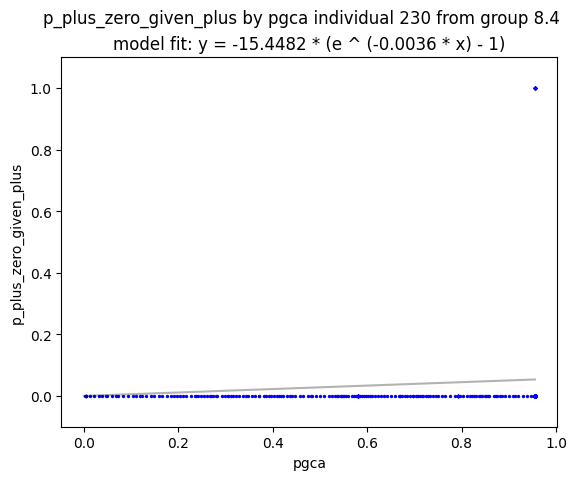 p_plus_zero_given_plus by pgca individual 230 from group 8.4
model fit: y = -15.4482 * (e ^ (-0.0036 * x) - 1)
p_plus_zero_given_plus
1.0
0.8
0.6
0.4
0.2
0.0
0.0 0.2 0.4 0.6 0.8 1.0
pgca